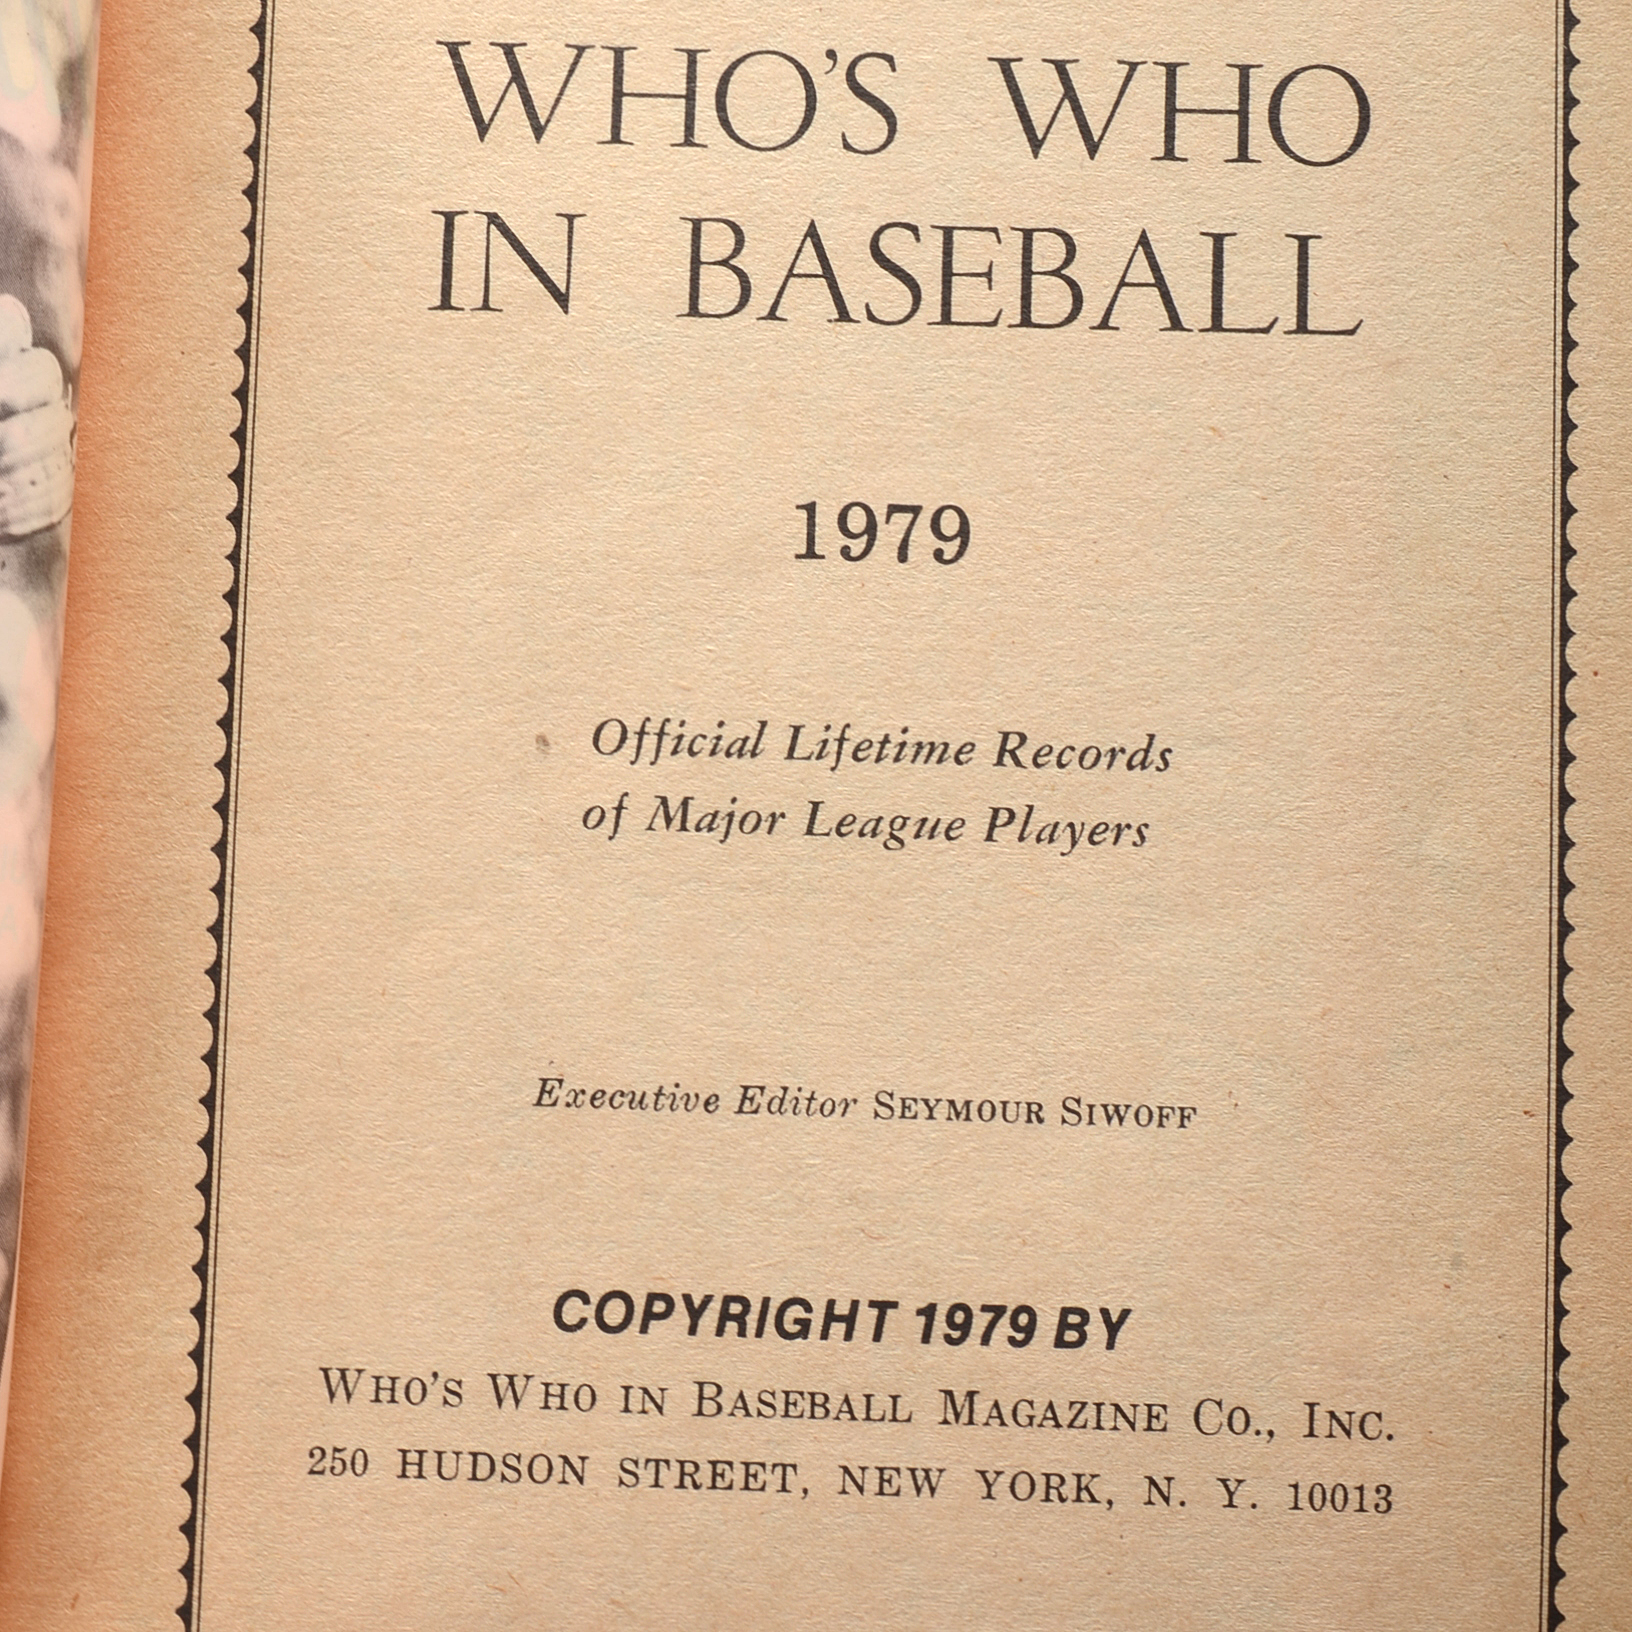 WHO'S WHO
IN BASEBALL
1979
Official Lifetime Records
of Major League Players
Executive Editor SEYMOUR SIWOFF
COPYRIGHT 1979 BY
WHO'S WHO IN BASEBALL MAGAZINE CO., INC.
250 HUDSON STREET, NEW YORK, N. Y. 10013